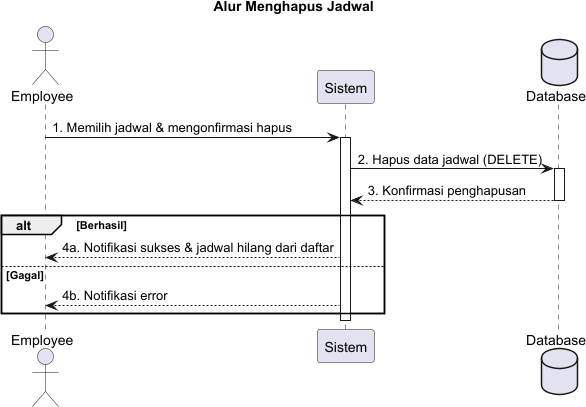 Alur Menghapus Jadwal
Employee
Sistem
Database
1. Memilih jadwal & mengonfirmasi hapus
2. Hapus data jadwal (DELETE)
3. Konfirmasi penghapusan
alt [Berhasil]
4a. Notifikasi sukses & jadwal hilang dari daftar
[Gagal]
4b. Notifikasi error
Employee
Sistem
Database